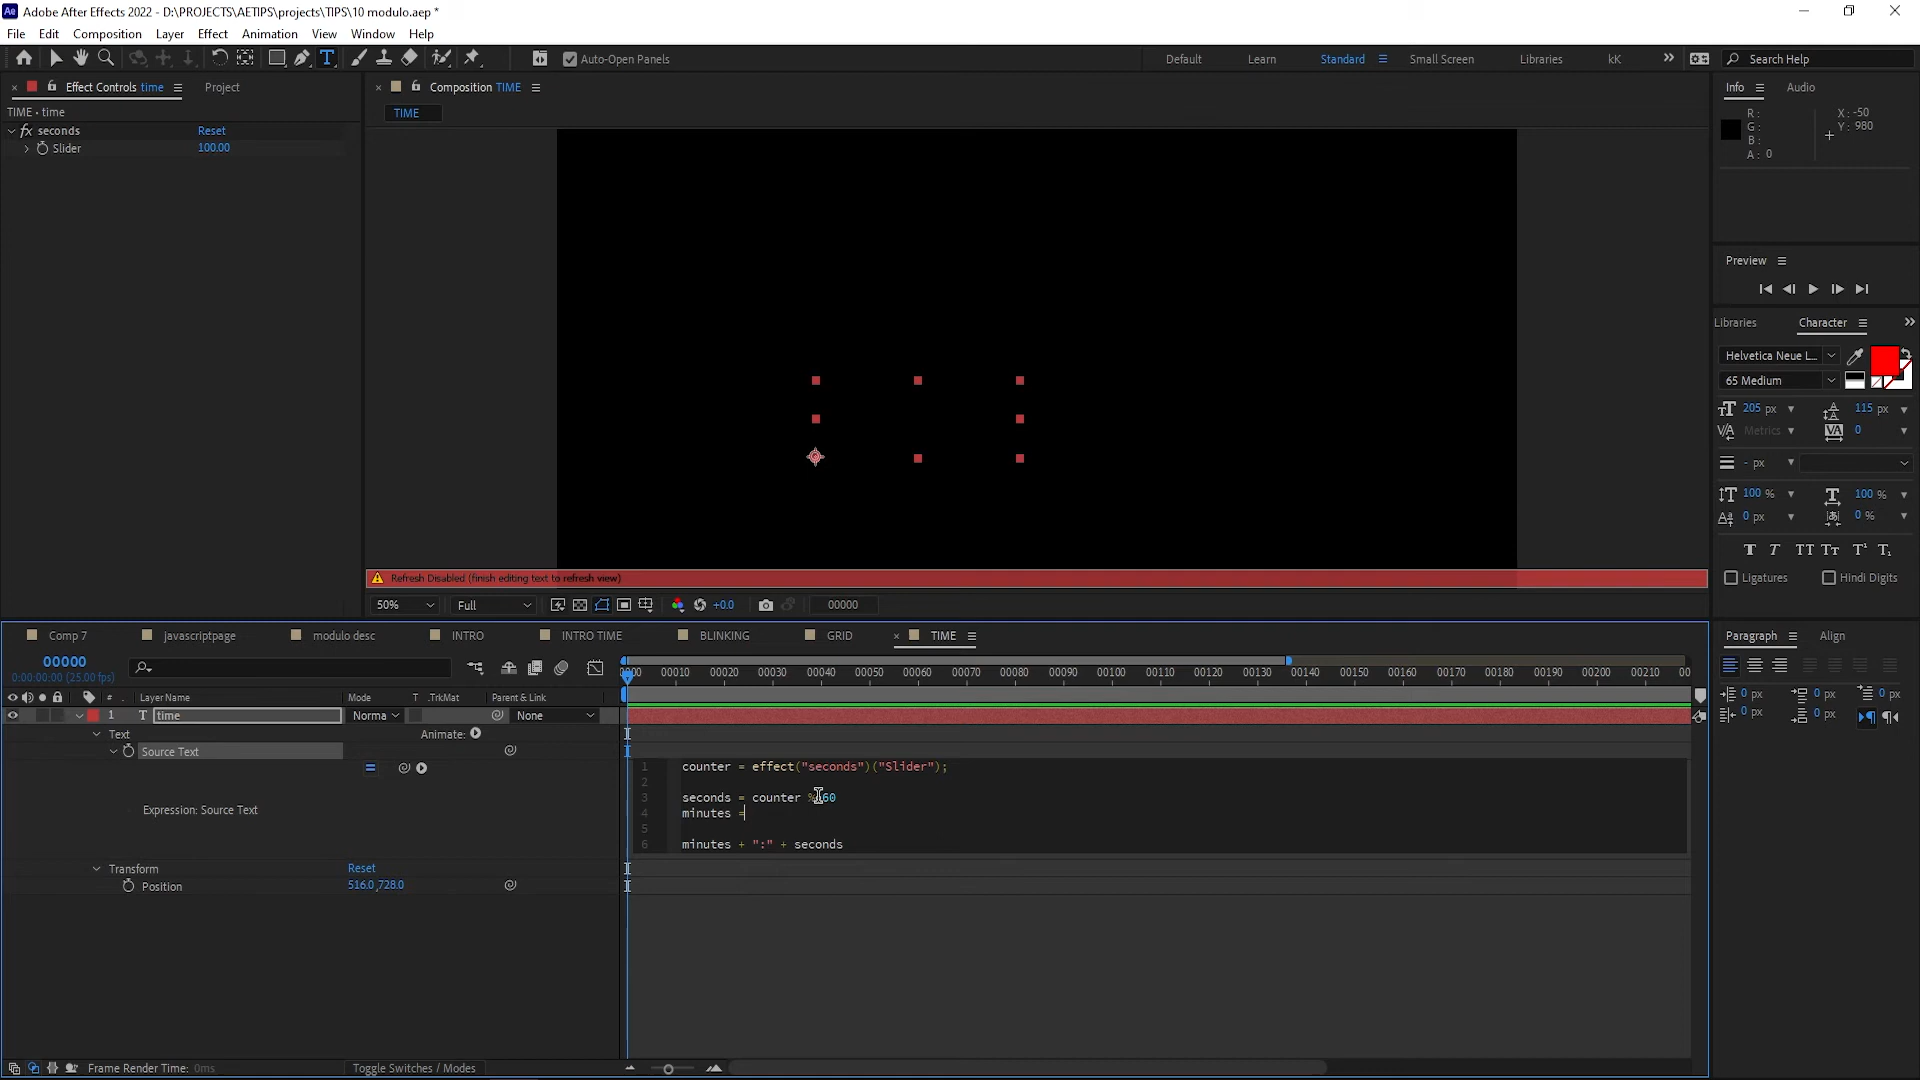 Adobe After Effects 2022 - D:\PROJECTS\AETIPS\projects\TIPS\10 modulo.aep *
File Edit Composition Layer Effect Animation View Window Help
Auto-Open Panels
Default Learn Standard Small Screen Libraries kK
Search Help
Effect Controls time Project
TIME • time
fx seconds Reset
Slider 100,00
Composition TIME
TIME
Refresh Disabled (finish editing text to refresh view)
50% Full +0.0 00000
Info Audio
R: X: -50
G: Y: 980
B:
A: 0
Preview
Libraries Character
Helvetica Neue L...
65 Medium
205 px 115 px
Metrics 0
- px
100 % 100 %
0 px 0 %
Ligatures Hindi Digits
Comp 7 javascriptpage modulo desc INTRO INTRO TIME BLINKING GRID TIME
00000
0:00:00:00 (25.00 fps)
00010 00020 00030 00040 00050 00060 00070 00080 00090 00100 00110 00120 00130 00140 00150 00160 00170 00180 00190 00200 00210 00
# Layer Name Mode T .TrkMat Parent & Link
1 T time Norma None
Text Animate:
Source Text
Expression: Source Text
1 counter = effect("seconds")("Slider");
2
3 seconds = counter % 60
4 minutes =
5
6 minutes + ":" + seconds
Transform Reset
Position 516.0,728.0
Paragraph Align
0 px 0 px 0 px
0 px 0 px
Frame Render Time: 0ms Toggle Switches / Modes